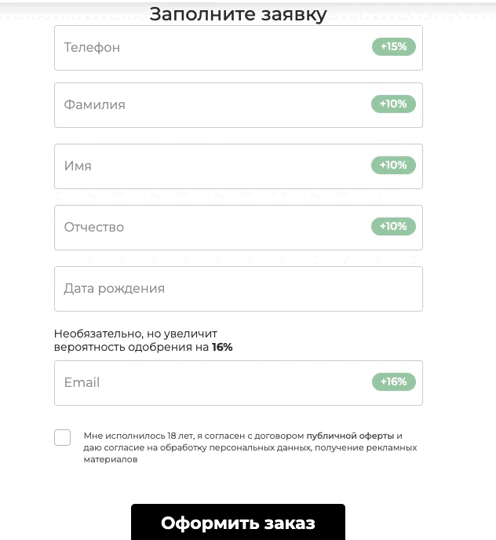 Заполните заявку
Телефон
+15%
Фамилия
+10%
Имя
+10%
Отчество
+10%
Дата рождения
Необязательно, но увеличит
вероятность одобрения на 16%
Email
+16%
Мне исполнилось 18 лет, я согласен с договором публичной оферты и
даю согласие на обработку персональных данных, получение рекламных
материалов
Оформить заказ